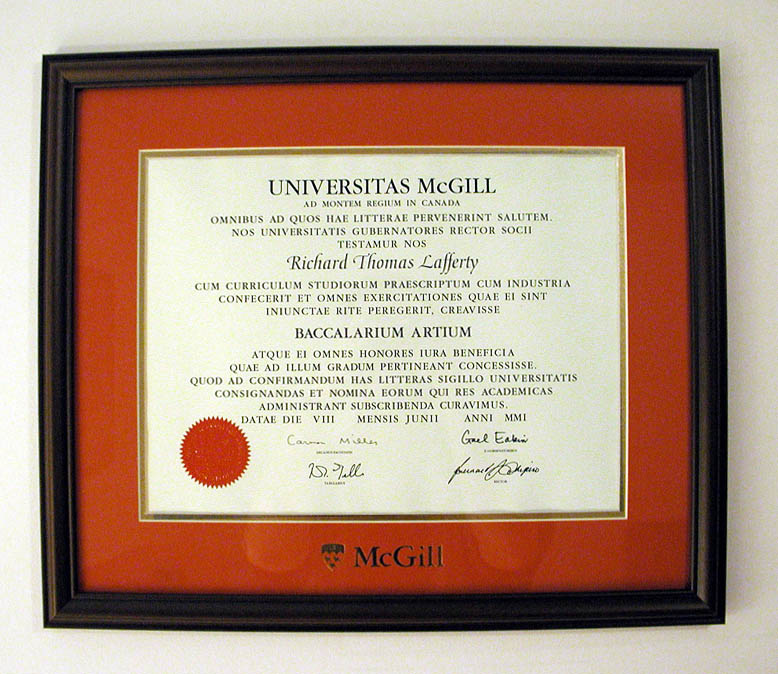 UNIVERSITAS McGILL
AD MONTEM REGIUM IN CANADA
OMNIBUS AD QUOS HAE LITTERAE PERVENERINT SALUTEM.
NOS UNIVERSITATIS GUBERNATORES RECTOR SOCII
TESTAMUR NOS
Richard Thomas Lafferty
CUM CURRICULUM STUDIORUM PRAESCRIPTUM CUM INDUSTRIA
CONFECERIT ET OMNES EXERCITATIONES QUAE EI SINT
INIUNCTAE RITE PEREGERIT, CREAVISSE
BACCALARIUM ARTIUM
ATQUE EI OMNES HONORES IURA BENEFICIA
QUAE AD ILLUM GRADUM PERTINEANT CONCESSISSE.
QUOD AD CONFIRMANDUM HAS LITTERAS SIGILLO UNIVERSITATIS
CONSIGNANDAS ET NOMINA EORUM QUI RES ACADEMICAS
ADMINISTRANT SUBSCRIBENDA CURAVIMUS.
DATAE DIE VIII MENSIS JUNII ANNI MMI
Carman Miller
RECTOR
McGill